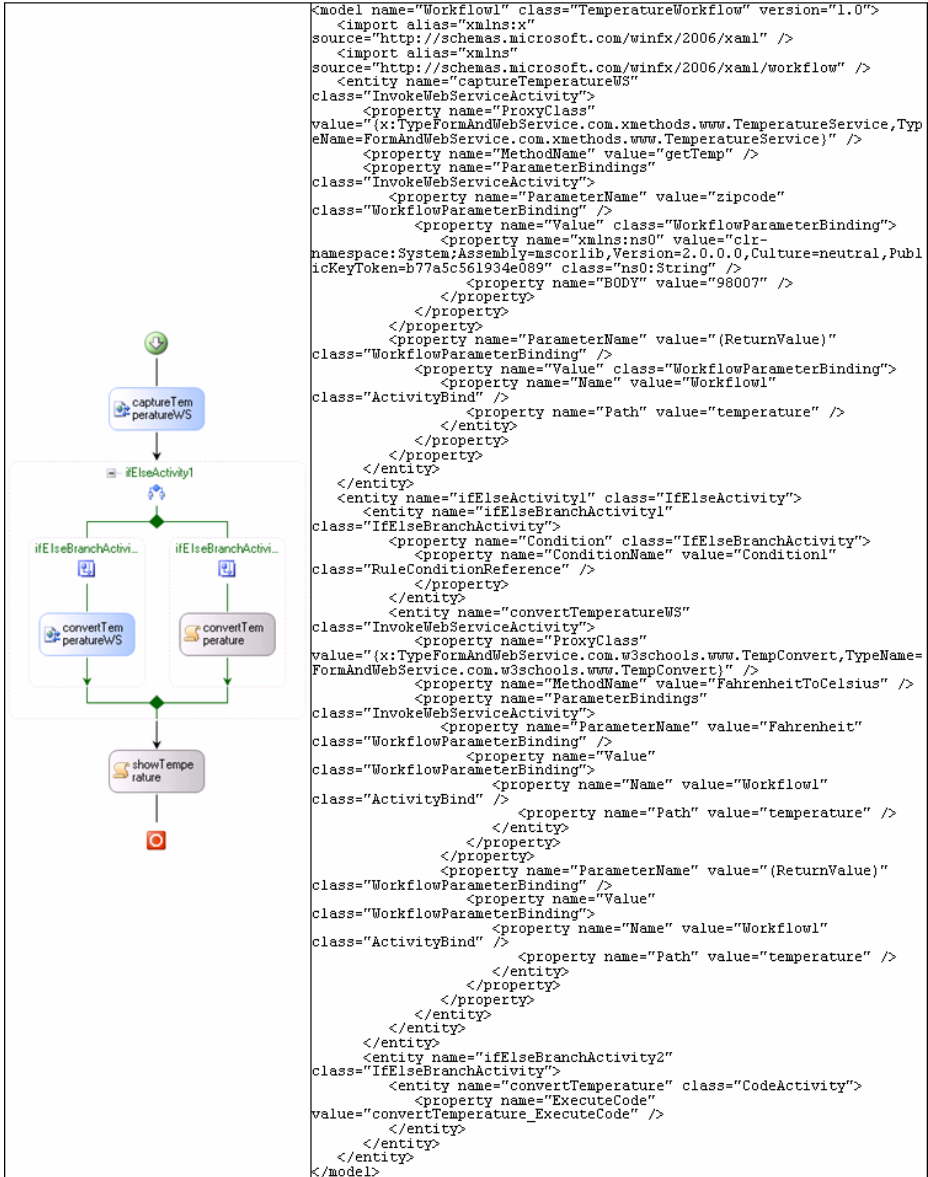 captureTem
peratureWS
ifElseActivity1
ifElseBranchActivi...
ifElseBranchActivi...
convertTem
peratureWS
convertTem
perature
showTempe
rature
<model name="Workflow1" class="TemperatureWorkflow" version="1.0">
<import alias="xmlns:x"
source="http://schemas.microsoft.com/winfx/2006/xaml" />
<import alias="xmlns"
source="http://schemas.microsoft.com/winfx/2006/xaml/workflow" />
<entity name="captureTemperatureWS"
class="InvokeWebServiceActivity">
<property name="ProxyClass"
value="{x:TypeFormAndWebService.com.xmethods.www.TemperatureService,Typ
eName=FormAndWebService.com.xmethods.www.TemperatureService}" />
<property name="MethodName" value="getTemp" />
<property name="ParameterBindings"
class="InvokeWebServiceActivity">
<property name="ParameterName" value="zipcode"
class="WorkflowParameterBinding" />
<property name="Value" class="WorkflowParameterBinding">
<property name="xmlns:ns0" value="clr-
namespace:System;Assembly=mscorlib,Version=2.0.0.0,Culture=neutral,Publ
icKeyToken=b77a5c561934e089" class="ns0:String" />
<property name="BODY" value="98007" />
</property>
</property>
</property>
<property name="ParameterName" value="(ReturnValue)"
class="WorkflowParameterBinding" />
<property name="Value" class="WorkflowParameterBinding">
<property name="Name" value="Workflow1"
class="ActivityBind" />
<property name="Path" value="temperature" />
</entity>
</property>
</property>
</entity>
</entity>
<entity name="ifElseActivity1" class="IfElseActivity">
<entity name="ifElseBranchActivity1"
class="IfElseBranchActivity">
<property name="Condition" class="IfElseBranchActivity">
<property name="ConditionName" value="Condition1"
class="RuleConditionReference" />
</property>
</entity>
<entity name="convertTemperatureWS"
class="InvokeWebServiceActivity">
<property name="ProxyClass"
value="{x:TypeFormAndWebService.com.w3schools.www.TempConvert,TypeName=
FormAndWebService.com.w3schools.www.TempConvert}" />
<property name="MethodName" value="FahrenheitToCelsius" />
<property name="ParameterBindings"
class="InvokeWebServiceActivity">
<property name="ParameterName" value="Fahrenheit"
class="WorkflowParameterBinding" />
<property name="Value"
class="WorkflowParameterBinding">
<property name="Name" value="Workflow1"
class="ActivityBind" />
<property name="Path" value="temperature" />
</entity>
</property>
</property>
<property name="ParameterName" value="(ReturnValue)"
class="WorkflowParameterBinding" />
<property name="Value"
class="WorkflowParameterBinding">
<property name="Name" value="Workflow1"
class="ActivityBind" />
<property name="Path" value="temperature" />
</entity>
</property>
</property>
</entity>
</entity>
</entity>
<entity name="ifElseBranchActivity2"
class="IfElseBranchActivity">
<entity name="convertTemperature" class="CodeActivity">
<property name="ExecuteCode"
value="convertTemperature_ExecuteCode" />
</entity>
</entity>
</entity>
</model>